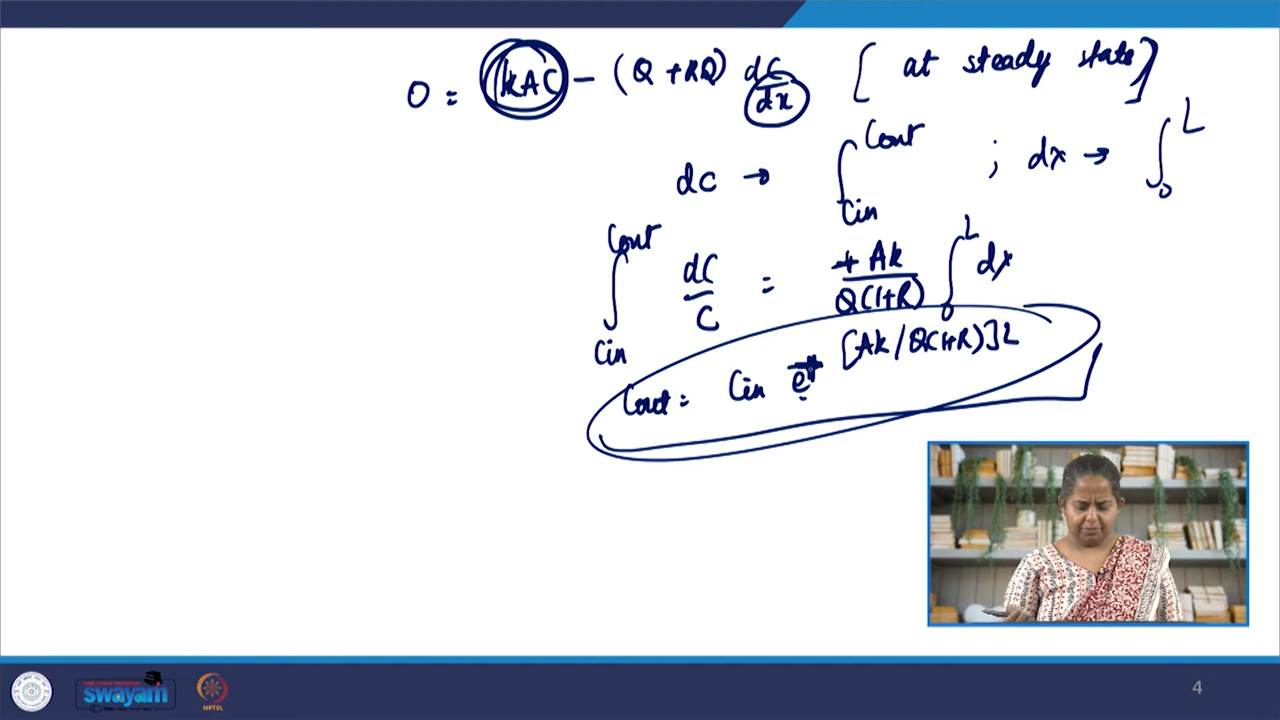 0 = kAC - (Q + RQ) dC/dx [at steady state]
dC → ∫Cin Cout ; dx → ∫0 L
∫Cin Cout dC/C = + Ak/Q(1+R) ∫0 L dx
Cout = Cin e [Ak/Q(1+R)]L
swayam
NPTEL
4